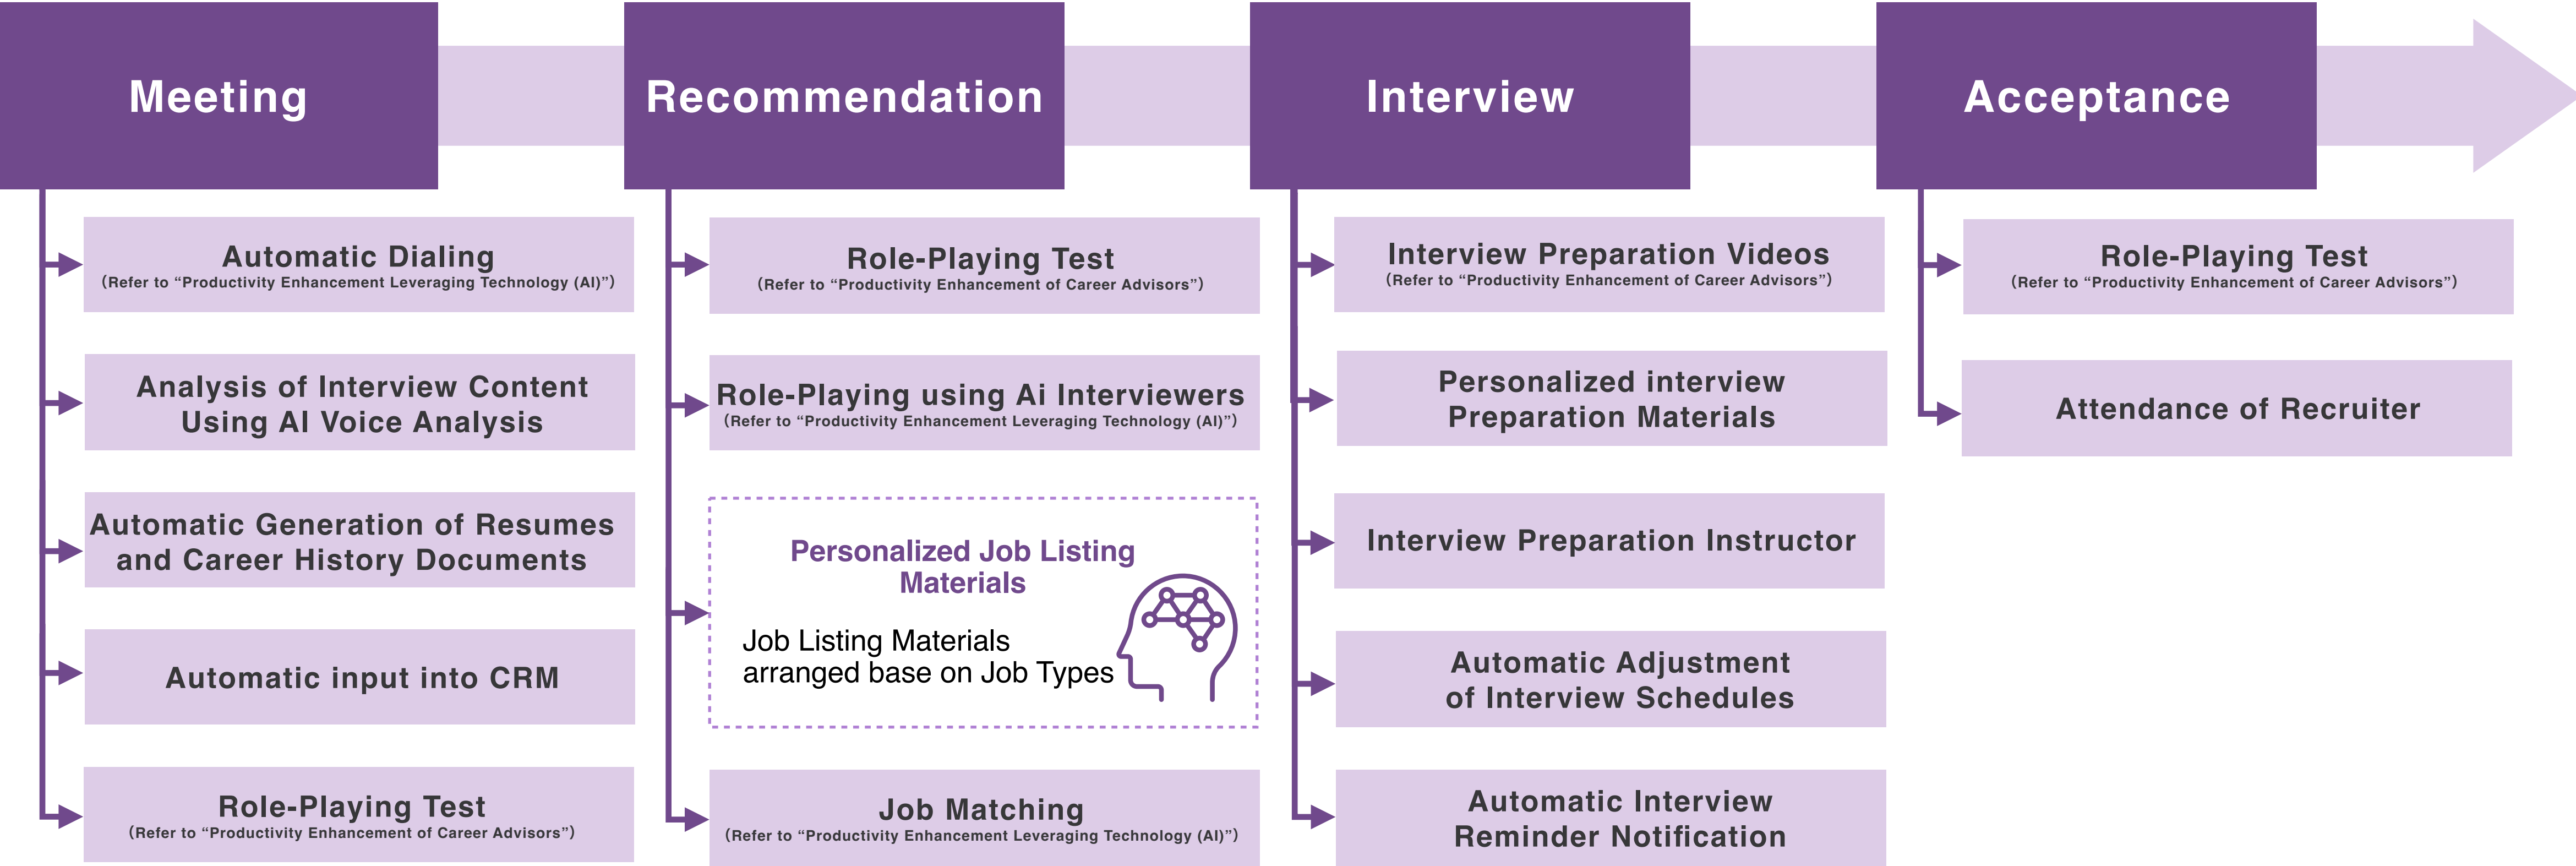 Meeting
Recommendation
Interview
Acceptance
Automatic Dialing
(Refer to “Productivity Enhancement Leveraging Technology (AI)”)
Analysis of Interview Content
Using AI Voice Analysis
Automatic Generation of Resumes
and Career History Documents
Automatic input into CRM
Role-Playing Test
(Refer to “Productivity Enhancement of Career Advisors”)
Role-Playing Test
(Refer to “Productivity Enhancement of Career Advisors”)
Role-Playing using Ai Interviewers
(Refer to “Productivity Enhancement Leveraging Technology (AI)”)
Personalized Job Listing
Materials
Job Listing Materials
arranged base on Job Types
Job Matching
(Refer to “Productivity Enhancement Leveraging Technology (AI)”)
Interview Preparation Videos
(Refer to “Productivity Enhancement of Career Advisors”)
Personalized interview
Preparation Materials
Interview Preparation Instructor
Automatic Adjustment
of Interview Schedules
Automatic Interview
Reminder Notification
Role-Playing Test
(Refer to “Productivity Enhancement of Career Advisors”)
Attendance of Recruiter